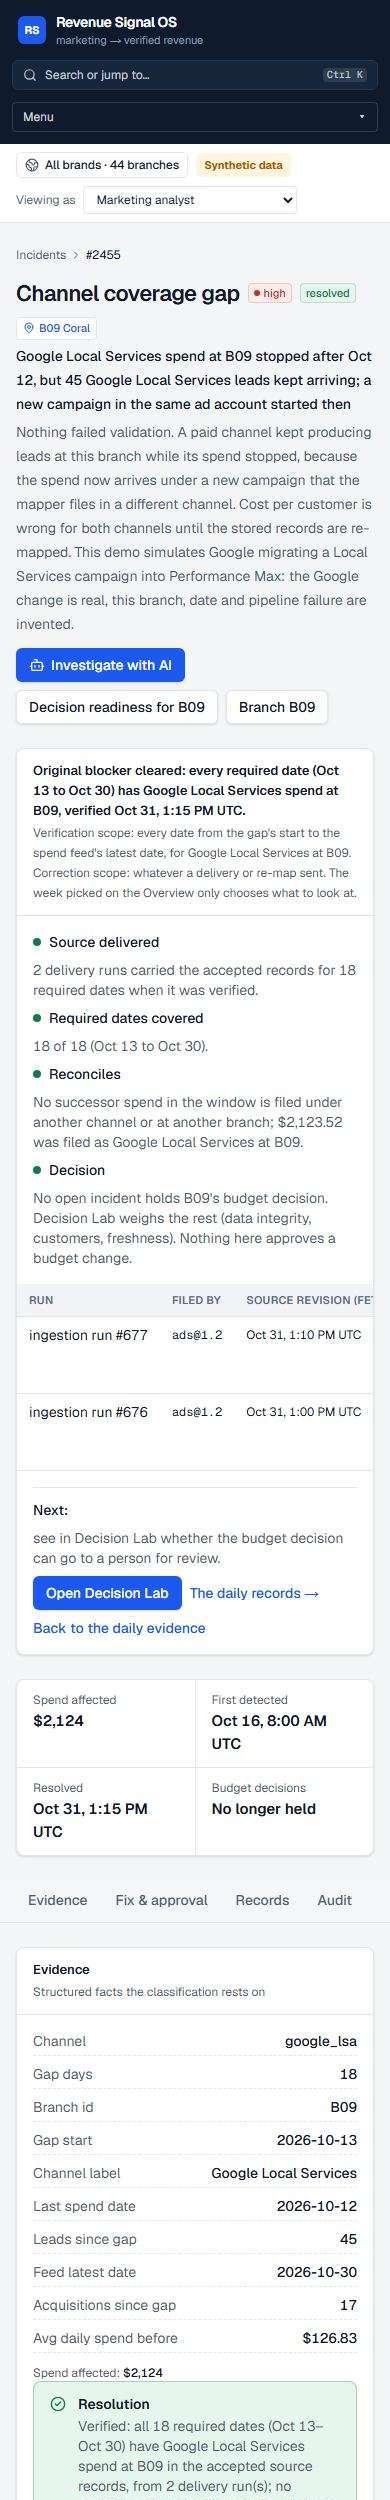 RS
Revenue Signal OS
marketing → verified revenue
Search or jump to...
Ctrl K
Menu
All brands · 44 branches
Synthetic data
Viewing as
Marketing analyst
Incidents > #2455
Channel coverage gap
high
resolved
B09 Coral
Google Local Services spend at B09 stopped after Oct
12, but 45 Google Local Services leads kept arriving; a
new campaign in the same ad account started then
Nothing failed validation. A paid channel kept producing
leads at this branch while its spend stopped, because
the spend now arrives under a new campaign that the
mapper files in a different channel. Cost per customer is
wrong for both channels until the stored records are re-
mapped. This demo simulates Google migrating a Local
Services campaign into Performance Max: the Google
change is real, this branch, date and pipeline failure are
invented.
Investigate with AI
Decision readiness for B09
Branch B09
Original blocker cleared: every required date (Oct
13 to Oct 30) has Google Local Services spend at
B09, verified Oct 31, 1:15 PM UTC.
Verification scope: every date from the gap's start to the
spend feed's latest date, for Google Local Services at B09.
Correction scope: whatever a delivery or re-map sent. The
week picked on the Overview only chooses what to look at.
Source delivered
2 delivery runs carried the accepted records for 18
required dates when it was verified.
Required dates covered
18 of 18 (Oct 13 to Oct 30).
Reconciles
No successor spend in the window is filed under
another channel or at another branch; $2,123.52
was filed as Google Local Services at B09.
Decision
No open incident holds B09's budget decision.
Decision Lab weighs the rest (data integrity,
customers, freshness). Nothing here approves a
budget change.
RUN
FILED BY
SOURCE REVISION (FET
ingestion run #677
ads@1.2
Oct 31, 1:10 PM UTC
ingestion run #676
ads@1.2
Oct 31, 1:00 PM UTC
Next:
see in Decision Lab whether the budget decision
can go to a person for review.
Open Decision Lab
The daily records →
Back to the daily evidence
Spend affected
$2,124
First detected
Oct 16, 8:00 AM
UTC
Resolved
Oct 31, 1:15 PM
UTC
Budget decisions
No longer held
Evidence
Fix & approval
Records
Audit
Evidence
Structured facts the classification rests on
Channel
google_lsa
Gap days
18
Branch id
B09
Gap start
2026-10-13
Channel label
Google Local Services
Last spend date
2026-10-12
Leads since gap
45
Feed latest date
2026-10-30
Acquisitions since gap
17
Avg daily spend before
$126.83
Spend affected: $2,124
Resolution
Verified: all 18 required dates (Oct 13–
Oct 30) have Google Local Services
spend at B09 in the accepted source
records, from 2 delivery run(s); no